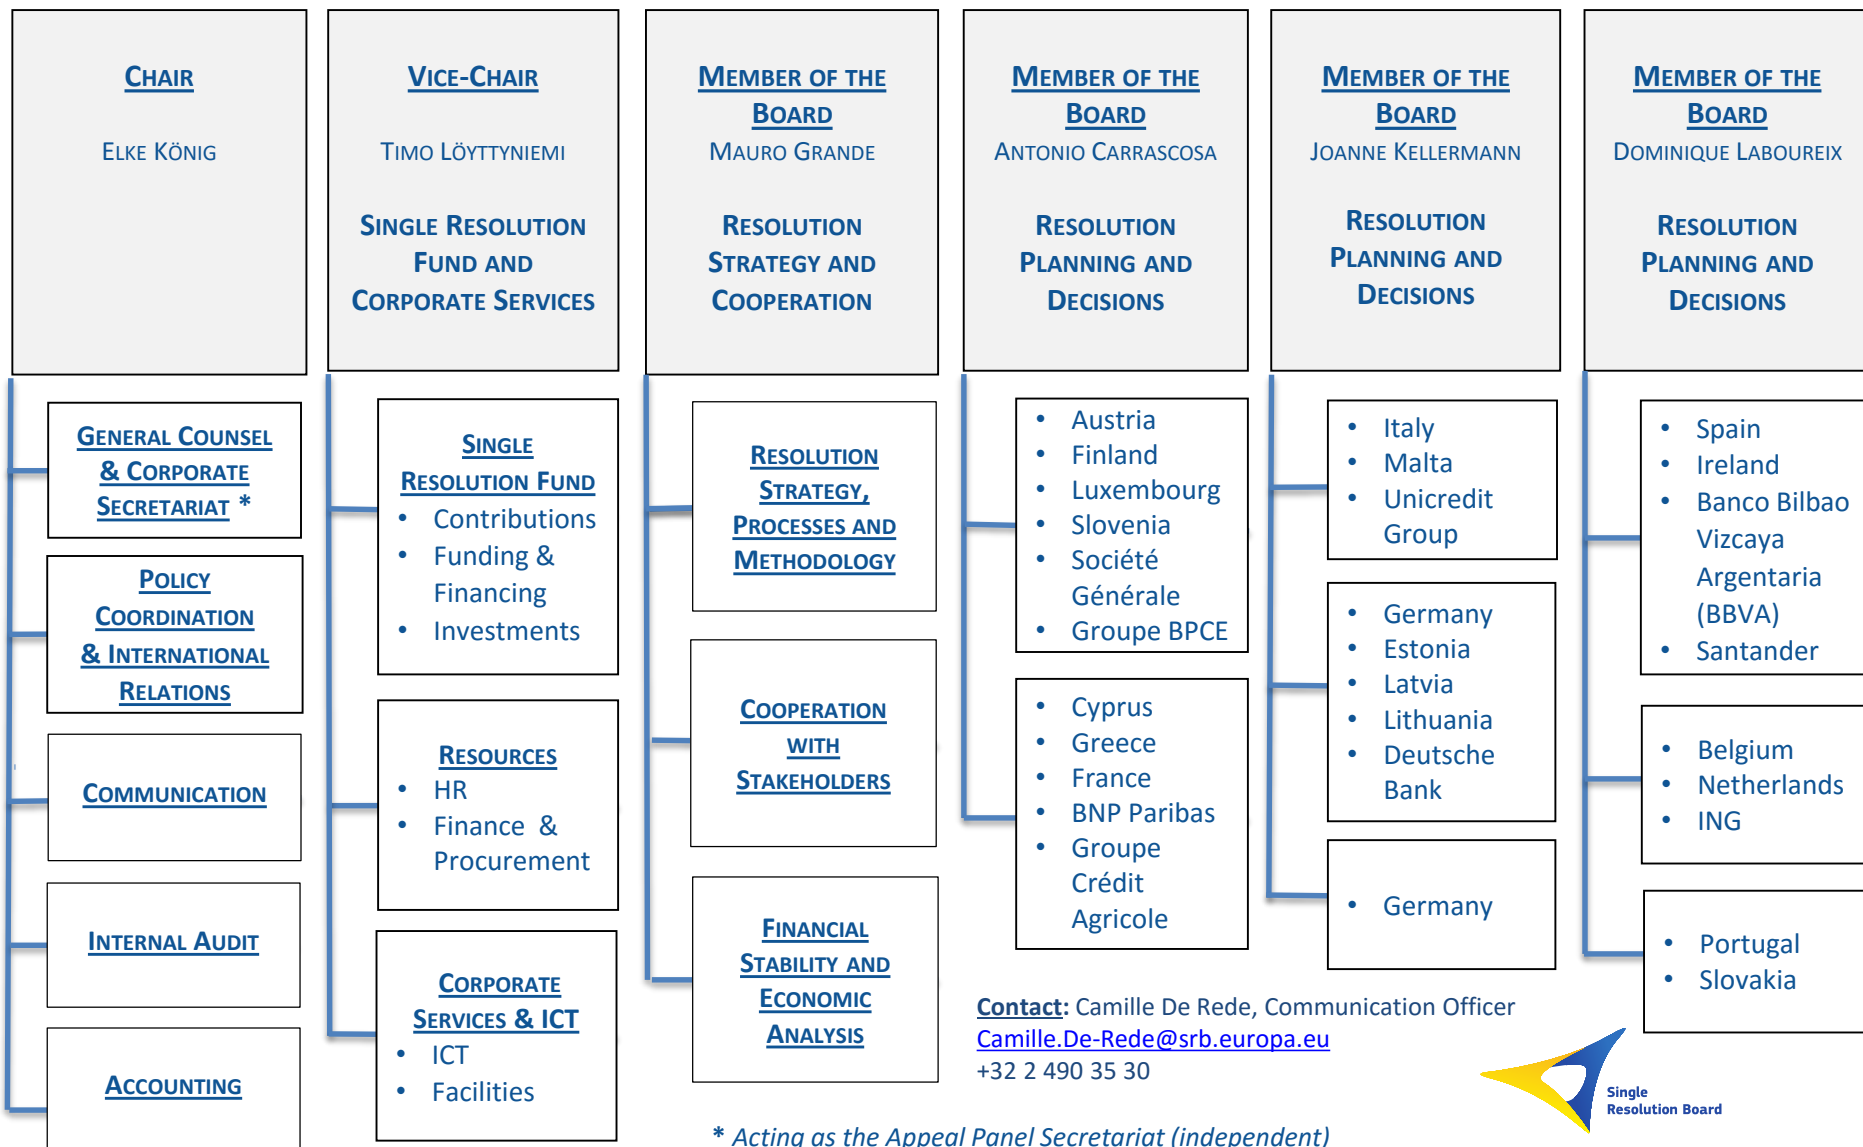 CHAIR
ELKE KÖNIG
GENERAL COUNSEL
& CORPORATE
SECRETARIAT *
POLICY
COORDINATION
& INTERNATIONAL
RELATIONS
COMMUNICATION
INTERNAL AUDIT
ACCOUNTING
VICE-CHAIR
TIMO LÖYTTYNIEMI
SINGLE RESOLUTION
FUND AND
CORPORATE SERVICES
SINGLE
RESOLUTION FUND
• Contributions
• Funding &
Financing
• Investments
RESOURCES
• HR
• Finance & 
Procurement
CORPORATE
SERVICES & ICT
• ICT
• Facilities
MEMBER OF THE
BOARD
MAURO GRANDE
RESOLUTION
STRATEGY AND
COOPERATION
RESOLUTION
STRATEGY,
PROCESSES AND
METHODOLOGY
COOPERATION
WITH
STAKEHOLDERS
FINANCIAL
STABILITY AND
ECONOMIC
ANALYSIS
MEMBER OF THE
BOARD
ANTONIO CARRASCOSA
RESOLUTION
PLANNING AND
DECISIONS
• Austria
• Finland
• Luxembourg
• Slovenia
• Société
Générale
• Groupe BPCE
• Cyprus
• Greece
• France
• BNP Paribas
• Groupe
Crédit
Agricole
MEMBER OF THE
BOARD
JOANNE KELLERMANN
RESOLUTION
PLANNING AND
DECISIONS
• Italy
• Malta
• Unicredit
Group
• Germany
• Estonia
• Latvia
• Lithuania
• Deutsche
Bank
• Germany
MEMBER OF THE
BOARD
DOMINIQUE LABOUREIX
RESOLUTION
PLANNING AND
DECISIONS
• Spain
• Ireland
• Banco Bilbao
Vizcaya
Argentaria
(BBVA)
• Santander
• Belgium
• Netherlands
• ING
• Portugal
• Slovakia
Contact: Camille De Rede, Communication Officer
Camille.De-Rede@srb.europa.eu
+32 2 490 35 30
Single
Resolution Board
* Acting as the Appeal Panel Secretariat (independent)